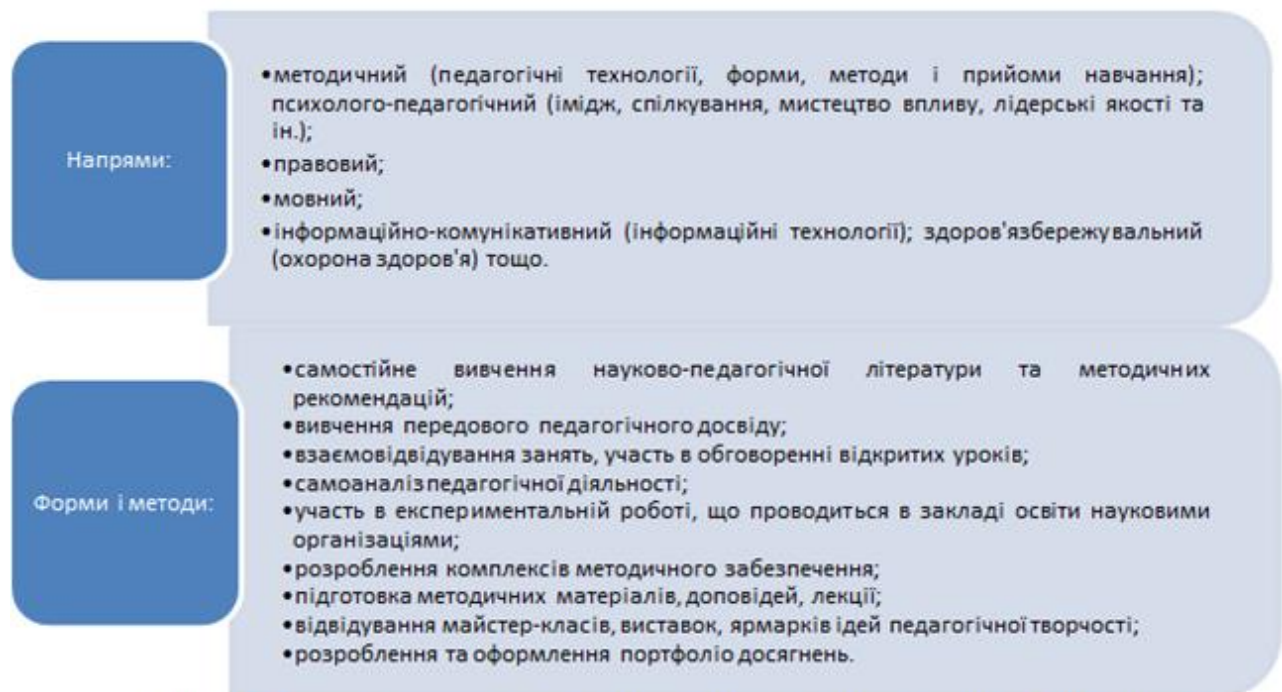 Напрями:
•методичний (педагогічні технології, форми, методи і прийоми навчання);
психолого-педагогічний (імідж, спілкування, мистецтво впливу, лідерські якості та
ін.);
•правовий;
•мовний;
•інформаційно-комунікативний (інформаційні технології); здоров'язбережувальний
(охорона здоров'я) тощо.
Форми і методи:
•самостійне вивчення науково-педагогічної літератури та методичних
рекомендацій;
•вивчення передового педагогічного досвіду;
•взаємовідвідування занять, участь в обговоренні відкритих уроків;
•самоаналіз педагогічної діяльності;
•участь в експериментальній роботі, що проводиться в закладі освіти науковими
організаціями;
•розроблення комплексів методичного забезпечення;
•підготовка методичних матеріалів, доповідей, лекції;
•відвідування майстер-класів, виставок, ярмарків ідей педагогічної творчості;
•розроблення та оформлення портфоліо досягнень.